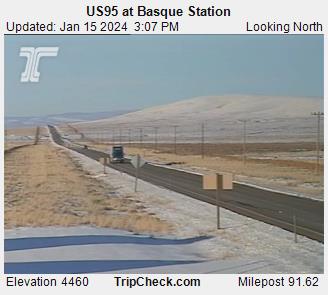 US95 at Basque Station
Updated: Jan 15 2024 3:07 PM Looking North
Elevation 4460 TripCheck.com Milepost 91.62